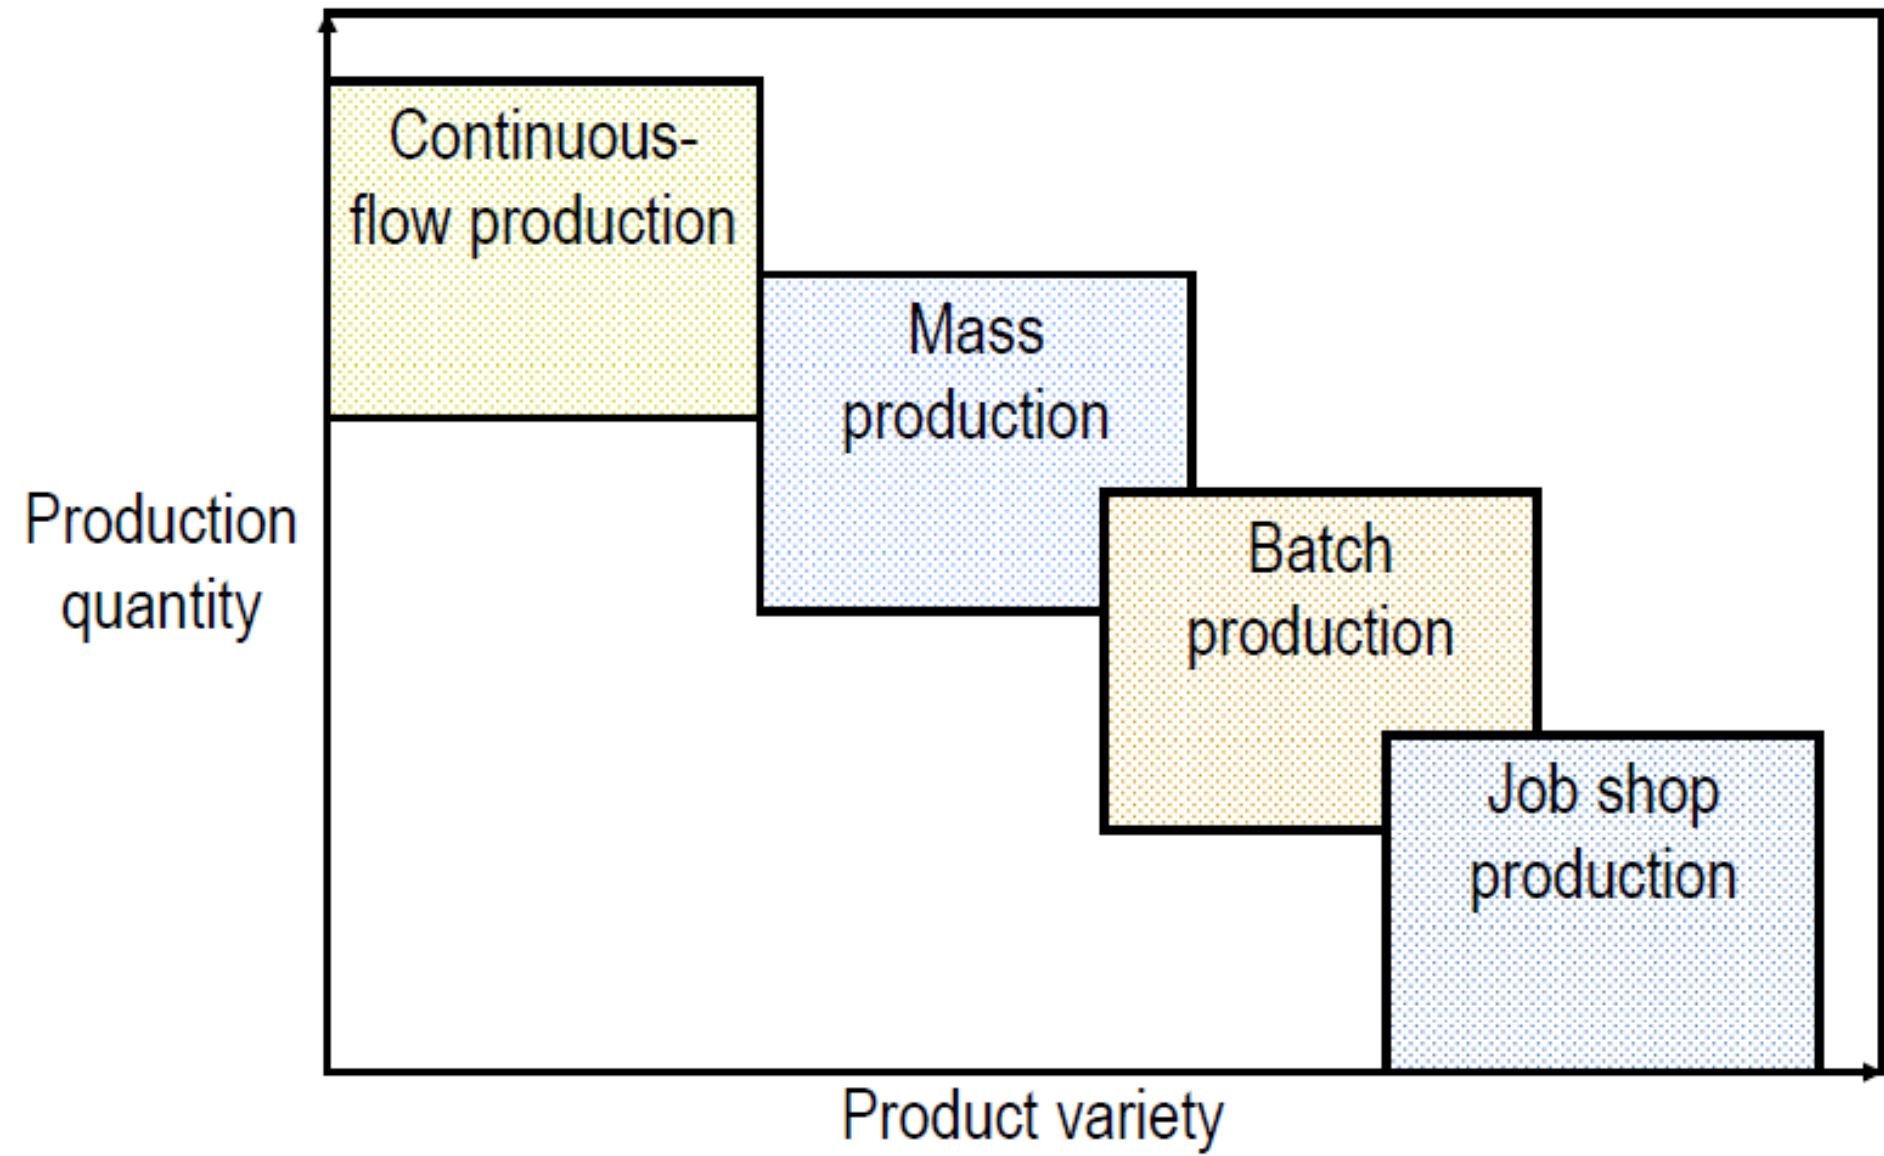 Continuous-
flow production
Mass
production
Production
quantity
Batch
production
Job shop
production
Product variety